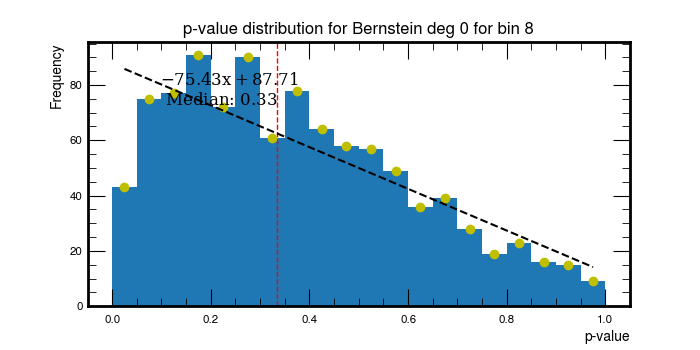 p-value distribution for Bernstein deg 0 for bin 8
Frequency
80
60
40
20
0
−75.43x + 87.71
Median: 0.33
0.0 0.2 0.4 0.6 0.8 1.0
p-value